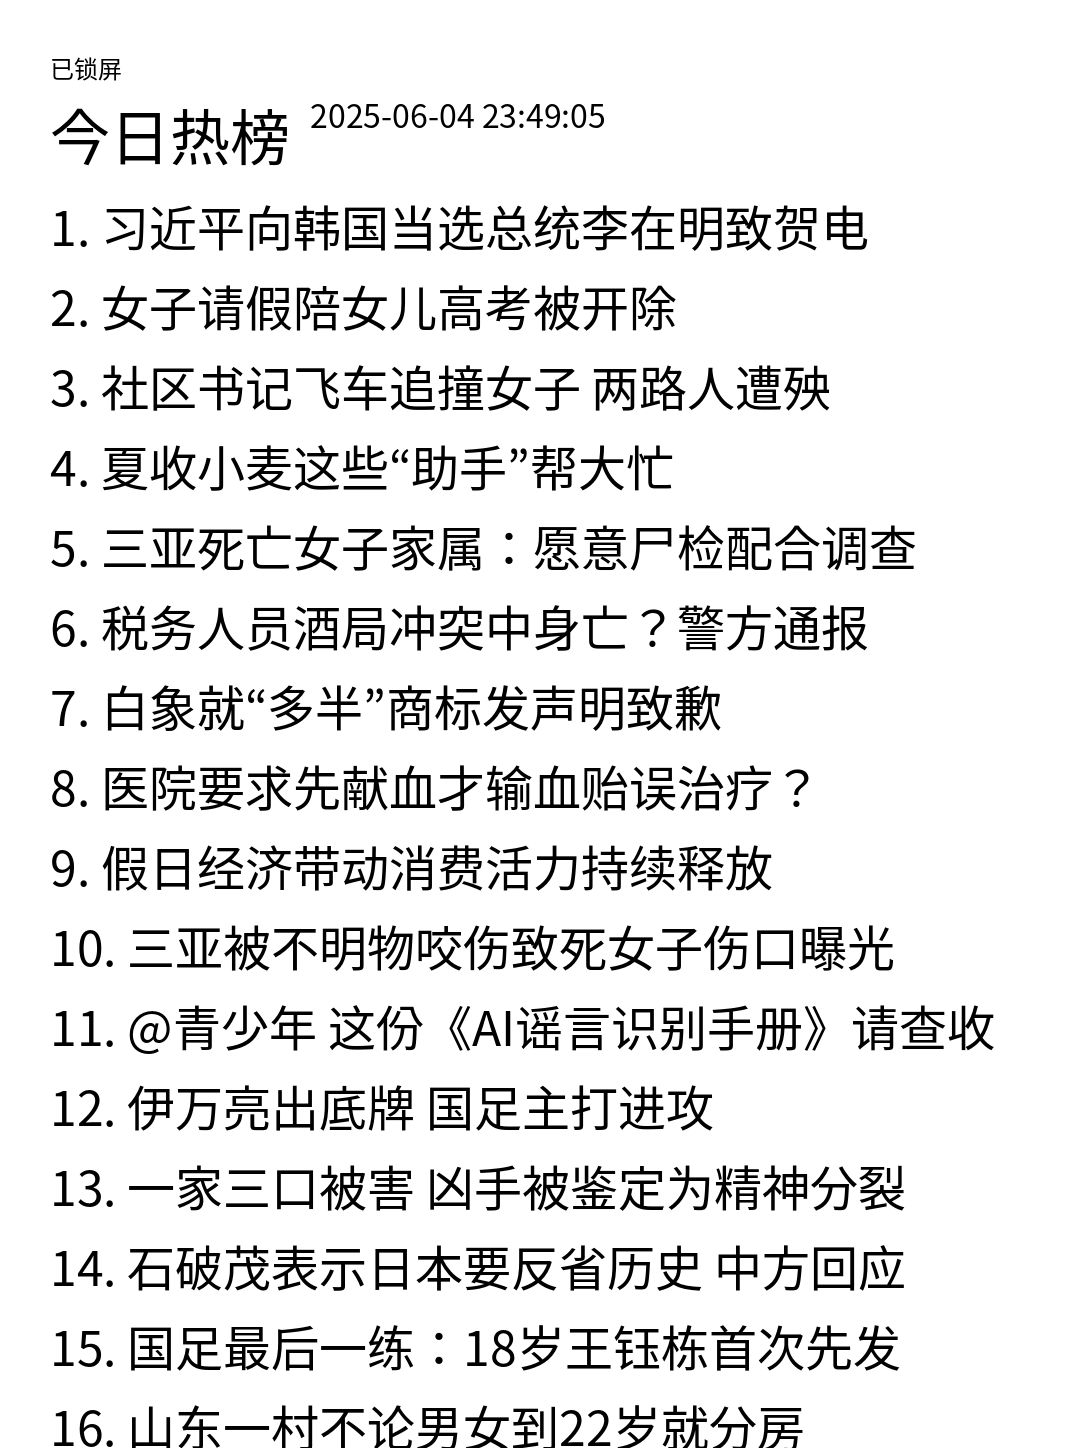 已锁屏
今日热榜 2025-06-04 23:49:05
1. 习近平向韩国当选总统李在明致贺电
2. 女子请假陪女儿高考被开除
3. 社区书记飞车追撞女子 两路人遭殃
4. 夏收小麦这些“助手”帮大忙
5. 三亚死亡女子家属：愿意尸检配合调查
6. 税务人员酒局冲突中身亡？警方通报
7. 白象就“多半”商标发声明致歉
8. 医院要求先献血才输血贻误治疗？
9. 假日经济带动消费活力持续释放
10. 三亚被不明物咬伤致死女子伤口曝光
11. @青少年 这份《AI谣言识别手册》请查收
12. 伊万亮出底牌 国足主打进攻
13. 一家三口被害 凶手被鉴定为精神分裂
14. 石破茂表示日本要反省历史 中方回应
15. 国足最后一练：18岁王钰栋首次先发
16. 山东一村不论男女到22岁就分房